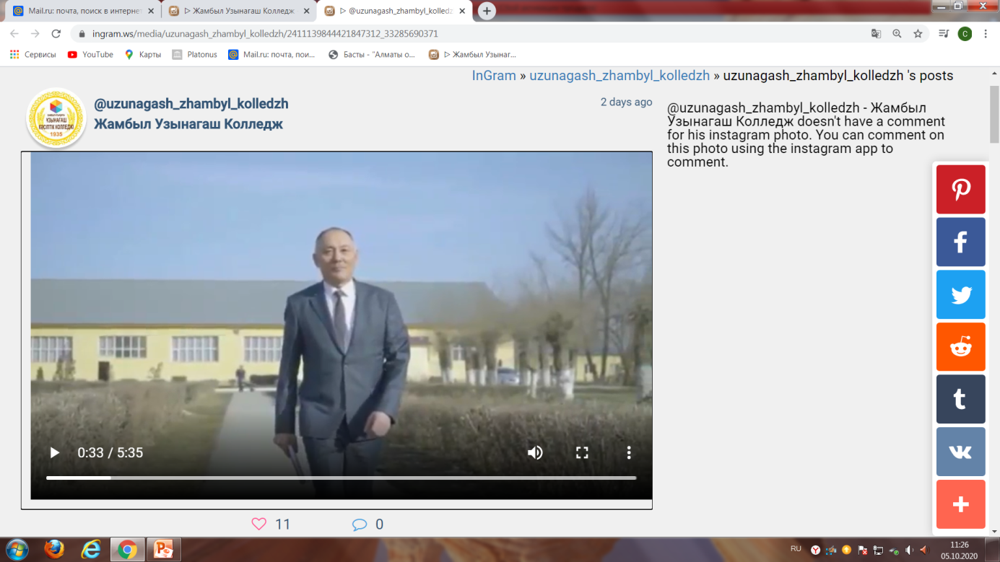 Mail.ru: почта, поиск в интернет
▷ Жамбыл Узынагаш Колледж
▷ @uzunagash_zhambyl_kolledz
ingram.ws/media/uzunagash_zhambyl_kolledzh/2411139844421847312_33285690371
C
Сервисы
YouTube
Карты
Platonus
Mail.ru: почта, пои...
Басты - "Алматы о...
▷ Жамбыл Узынаг...
InGram » uzunagash_zhambyl_kolledzh » uzunagash_zhambyl_kolledzh 's posts
ҰЗЫНАҒАШ
КӘСІПТІК КОЛЛЕДЖІ
1935
@uzunagash_zhambyl_kolledzh
Жамбыл Узынагаш Колледж
2 days ago
@uzunagash_zhambyl_kolledzh - Жамбыл
Узынагаш Колледж doesn't have a comment
for his instagram photo. You can comment on
this photo using the instagram app to
comment.
0:33 / 5:35
11
0
RU
11:26
05.10.2020